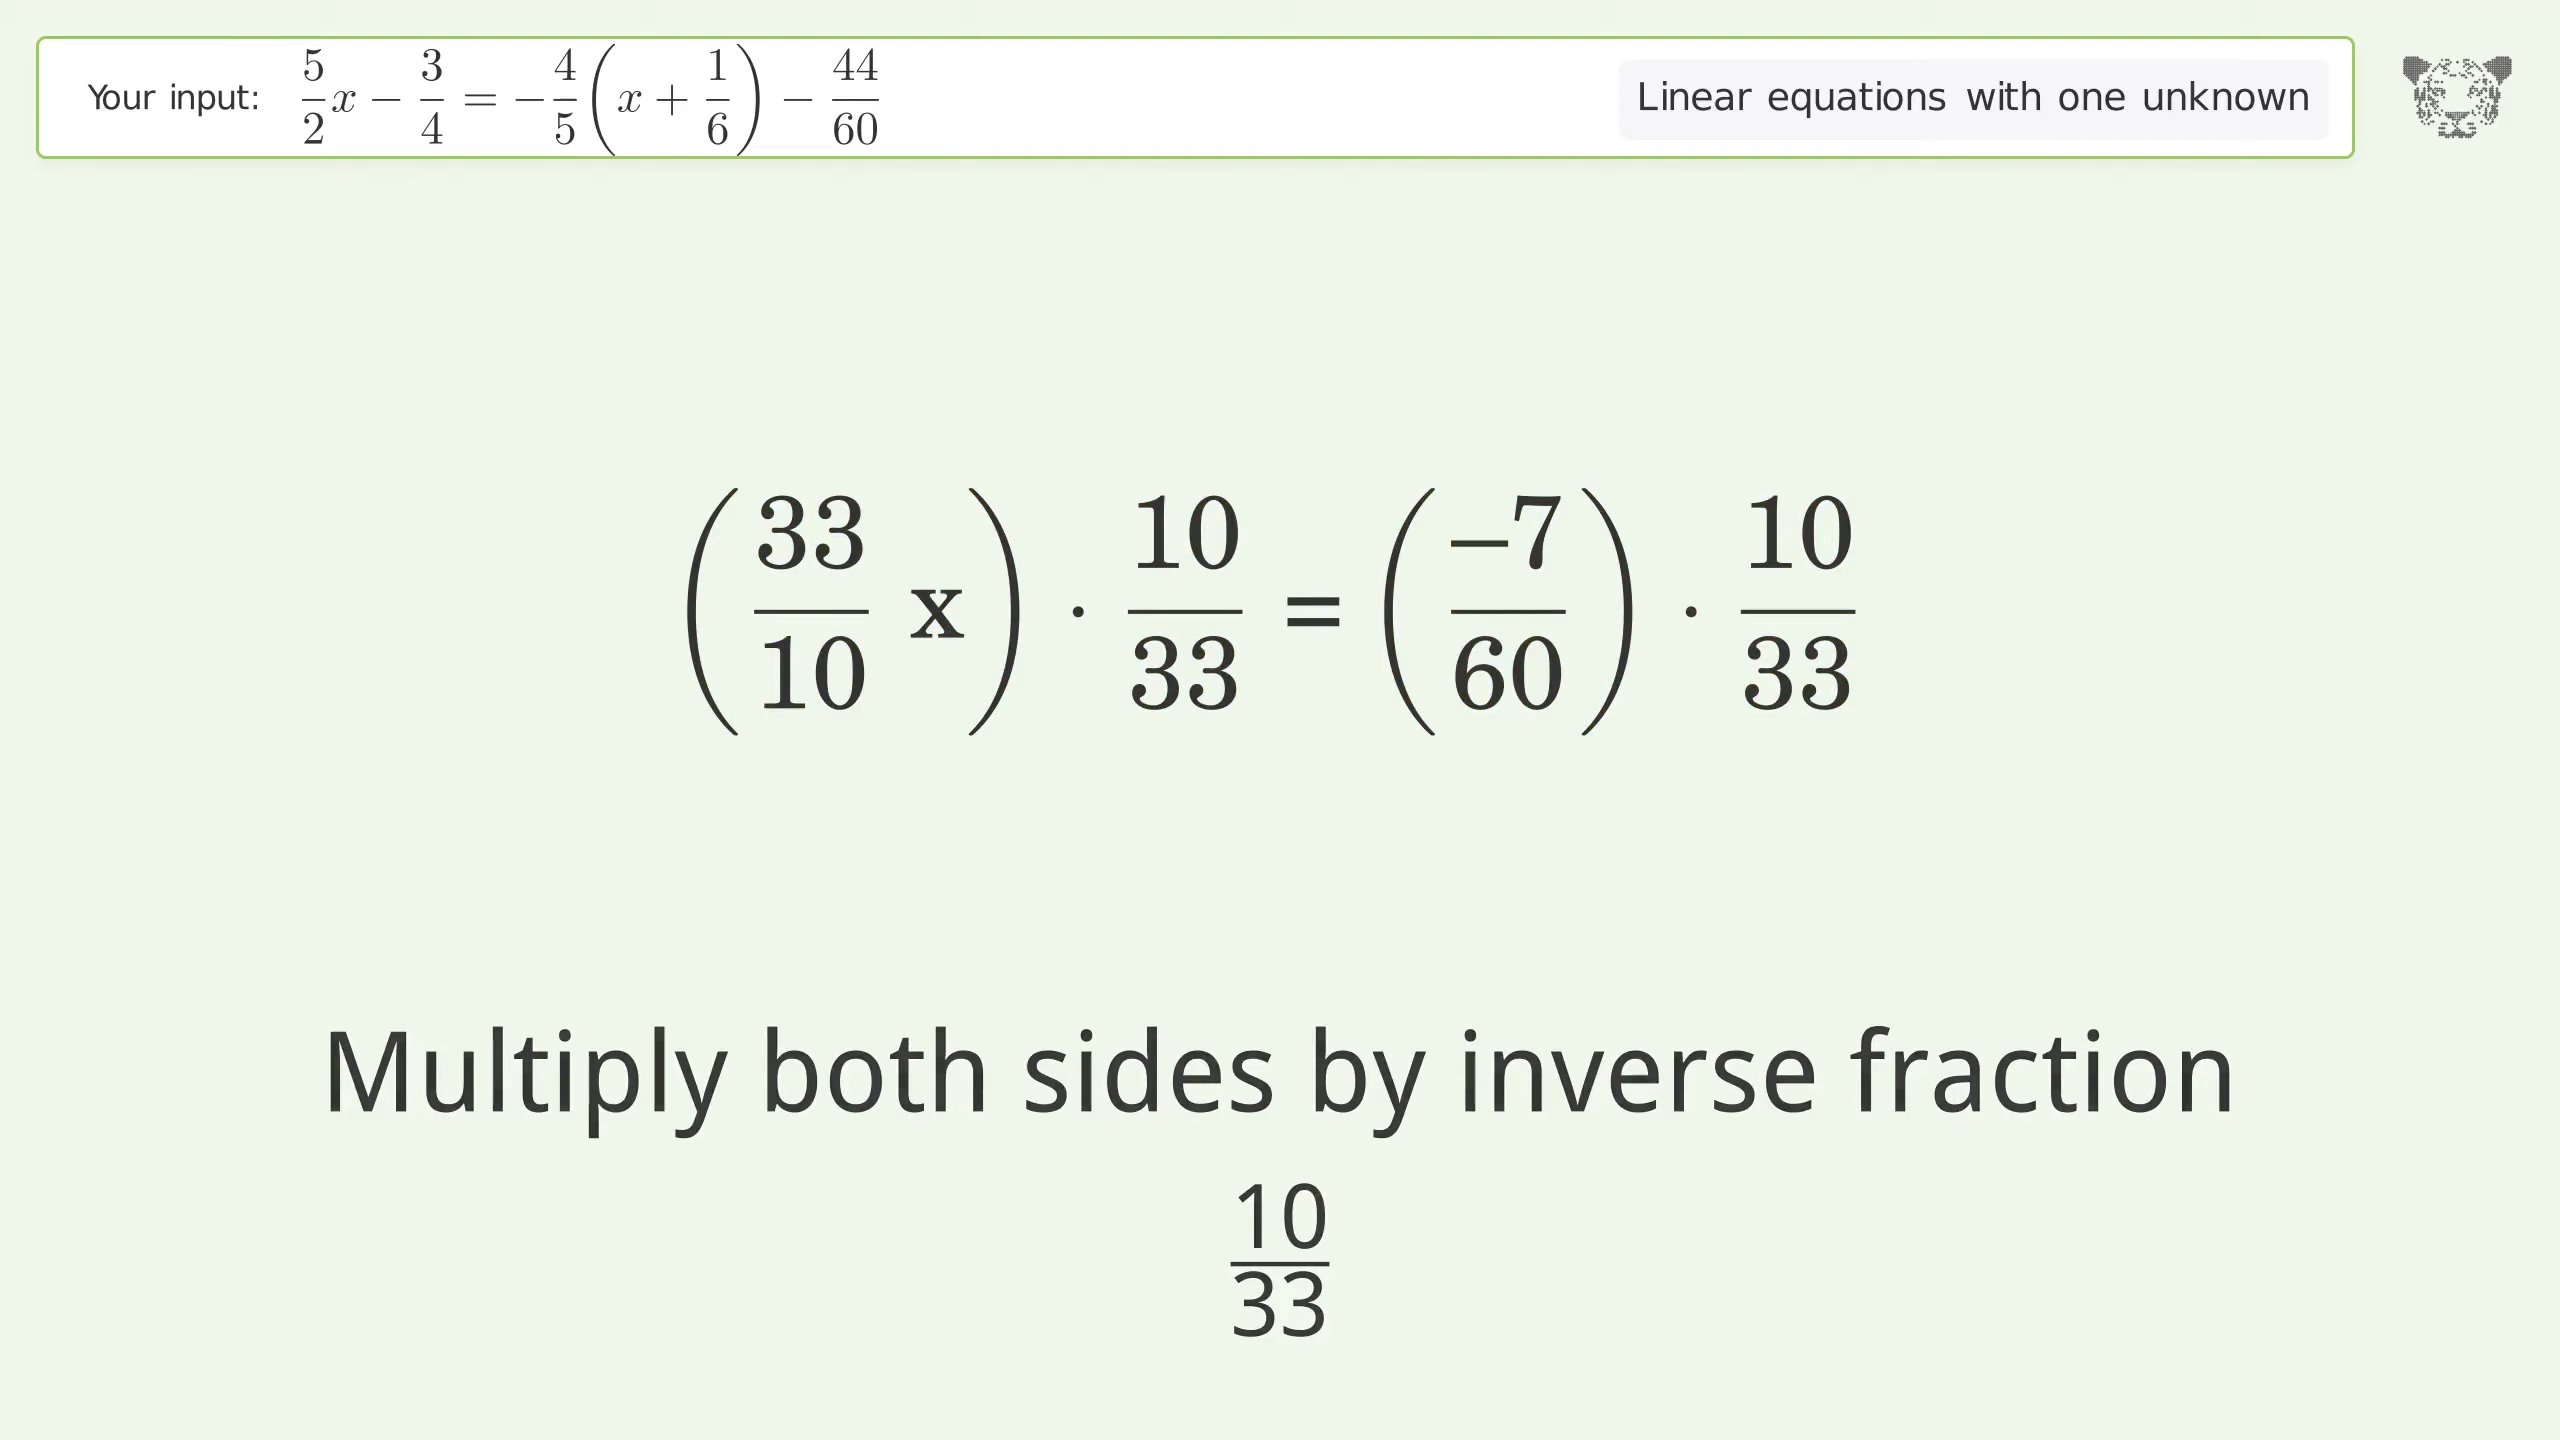 Your input: 5/2 x − 3/4 = − 4/5 (x + 1/6) − 44/60
Linear equations with one unknown
(33/10 x) · 10/33 = (−7/60) · 10/33
Multiply both sides by inverse fraction
10/33